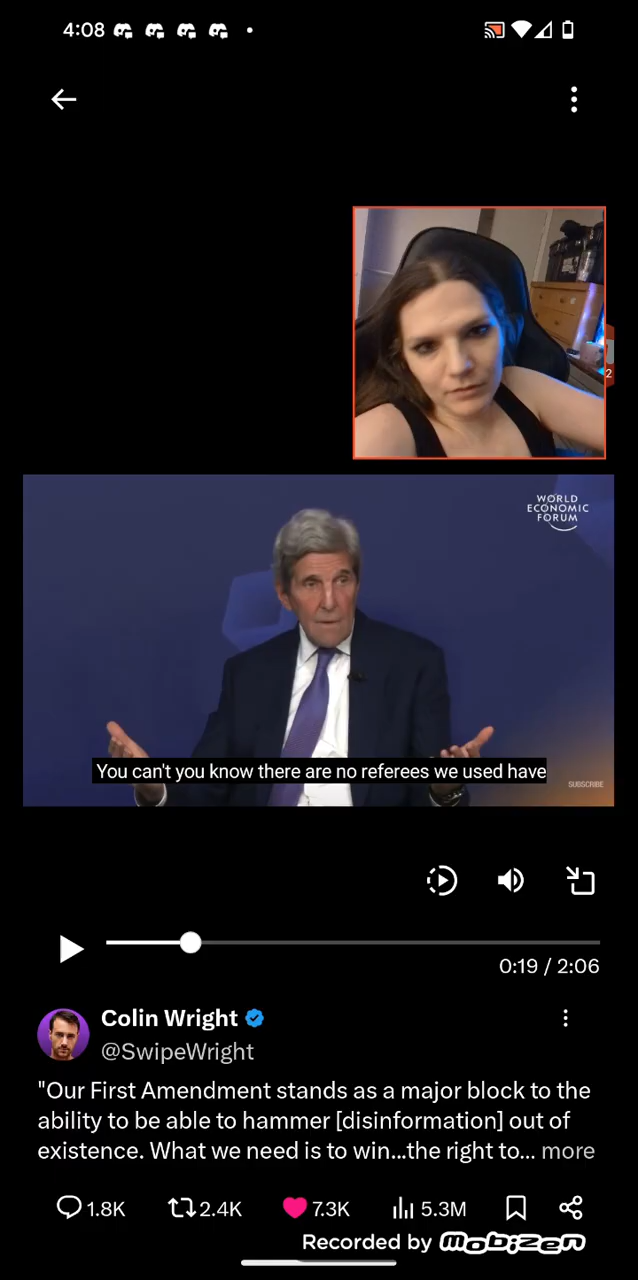 4:08
2
WORLD
ECONOMIC
FORUM
You can't you know there are no referees we used have
SUBSCRIBE
0:19 / 2:06
Colin Wright
@SwipeWright
"Our First Amendment stands as a major block to the
ability to be able to hammer [disinformation] out of
existence. What we need is to win...the right to... more
1.8K 2.4K 7.3K 5.3M
Recorded by mobizen